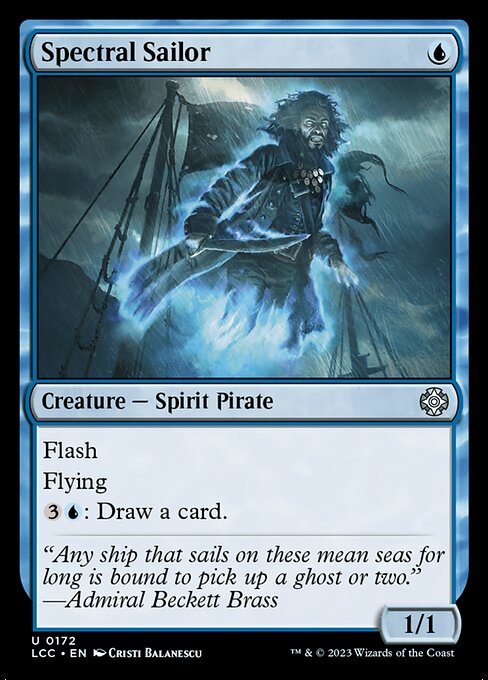 Spectral Sailor
Creature — Spirit Pirate
Flash
Flying
3: Draw a card.
“Any ship that sails on these mean seas for
long is bound to pick up a ghost or two.”
—Admiral Beckett Brass
1/1
U 0172
LCC • EN Cristi Balanescu
™ & © 2023 Wizards of the Coast